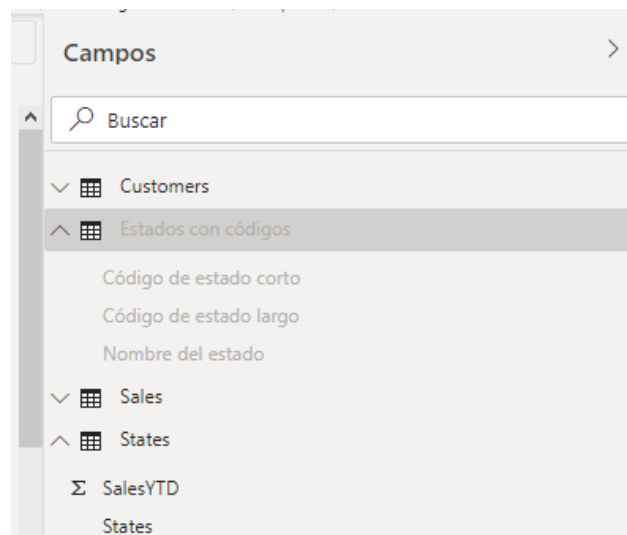 Campos
Buscar
Customers
Estados con códigos
Código de estado corto
Código de estado largo
Nombre del estado
Sales
States
Σ SalesYTD
States